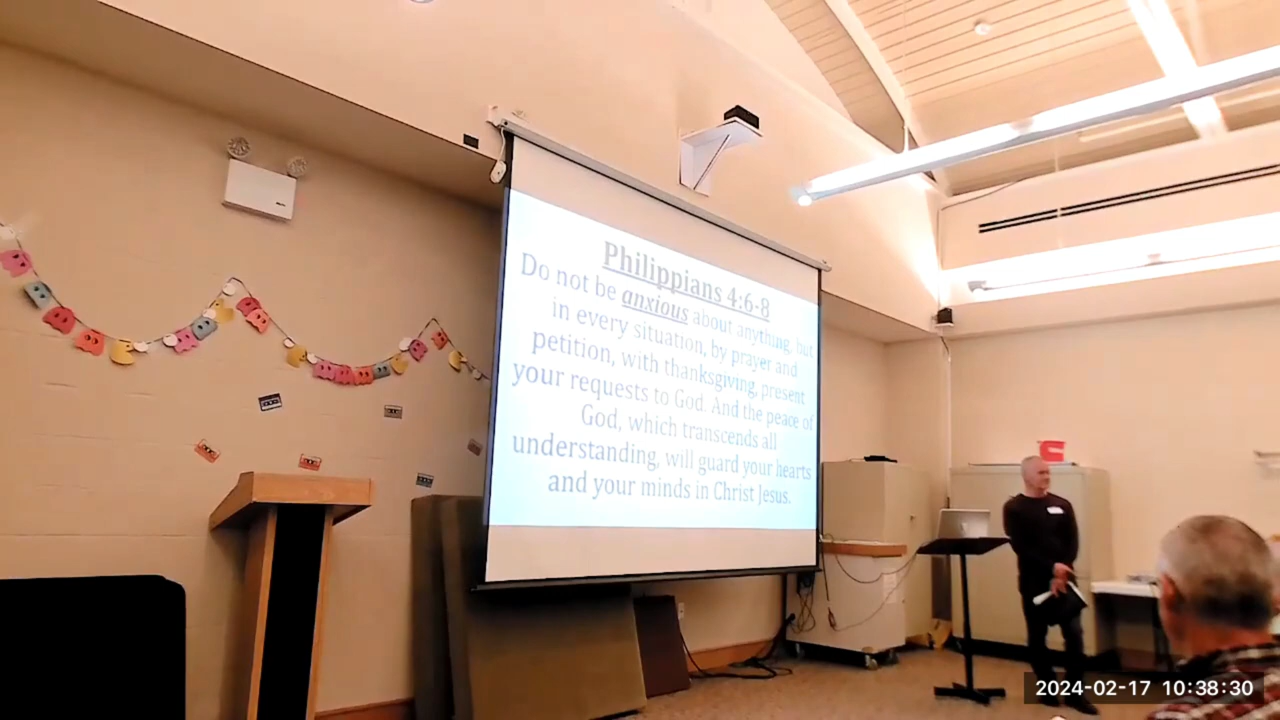 Philippians 4:6-8
Do not be anxious about anything, but
in every situation, by prayer and
petition, with thanksgiving, present
your requests to God. And the peace of
God, which transcends all
understanding, will guard your hearts
and your minds in Christ Jesus.
2024-02-17 10:38:30